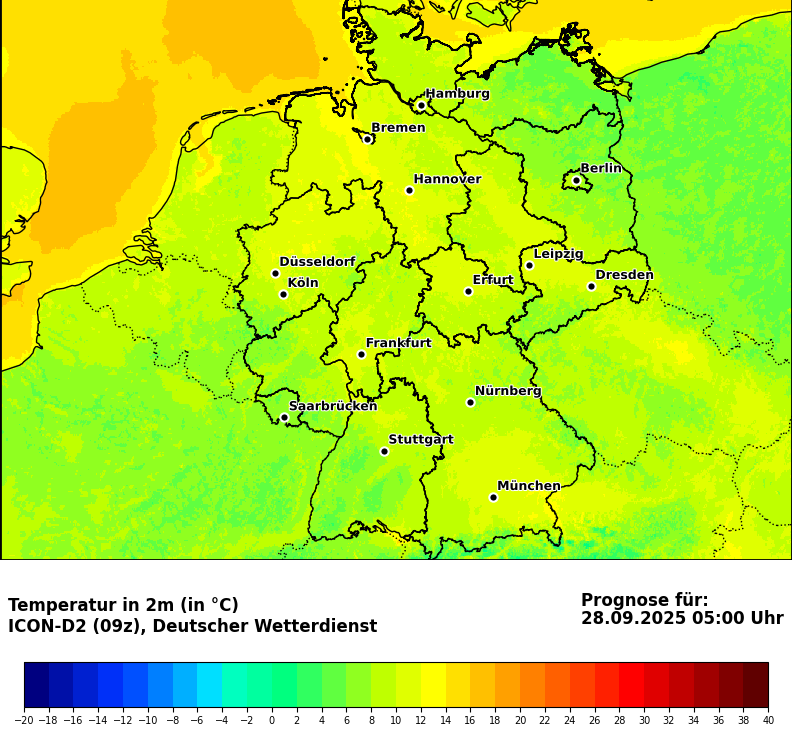 Hamburg
Bremen
Berlin
Hannover
Leipzig
Düsseldorf
Dresden
Köln
Erfurt
Frankfurt
Nürnberg
Saarbrücken
Stuttgart
München
Temperatur in 2m (in °C)
ICON-D2 (09z), Deutscher Wetterdienst
Prognose für:
28.09.2025 05:00 Uhr
−20 −18 −16 −14 −12 −10 −8 −6 −4 −2 0 2 4 6 8 10 12 14 16 18 20 22 24 26 28 30 32 34 36 38 40